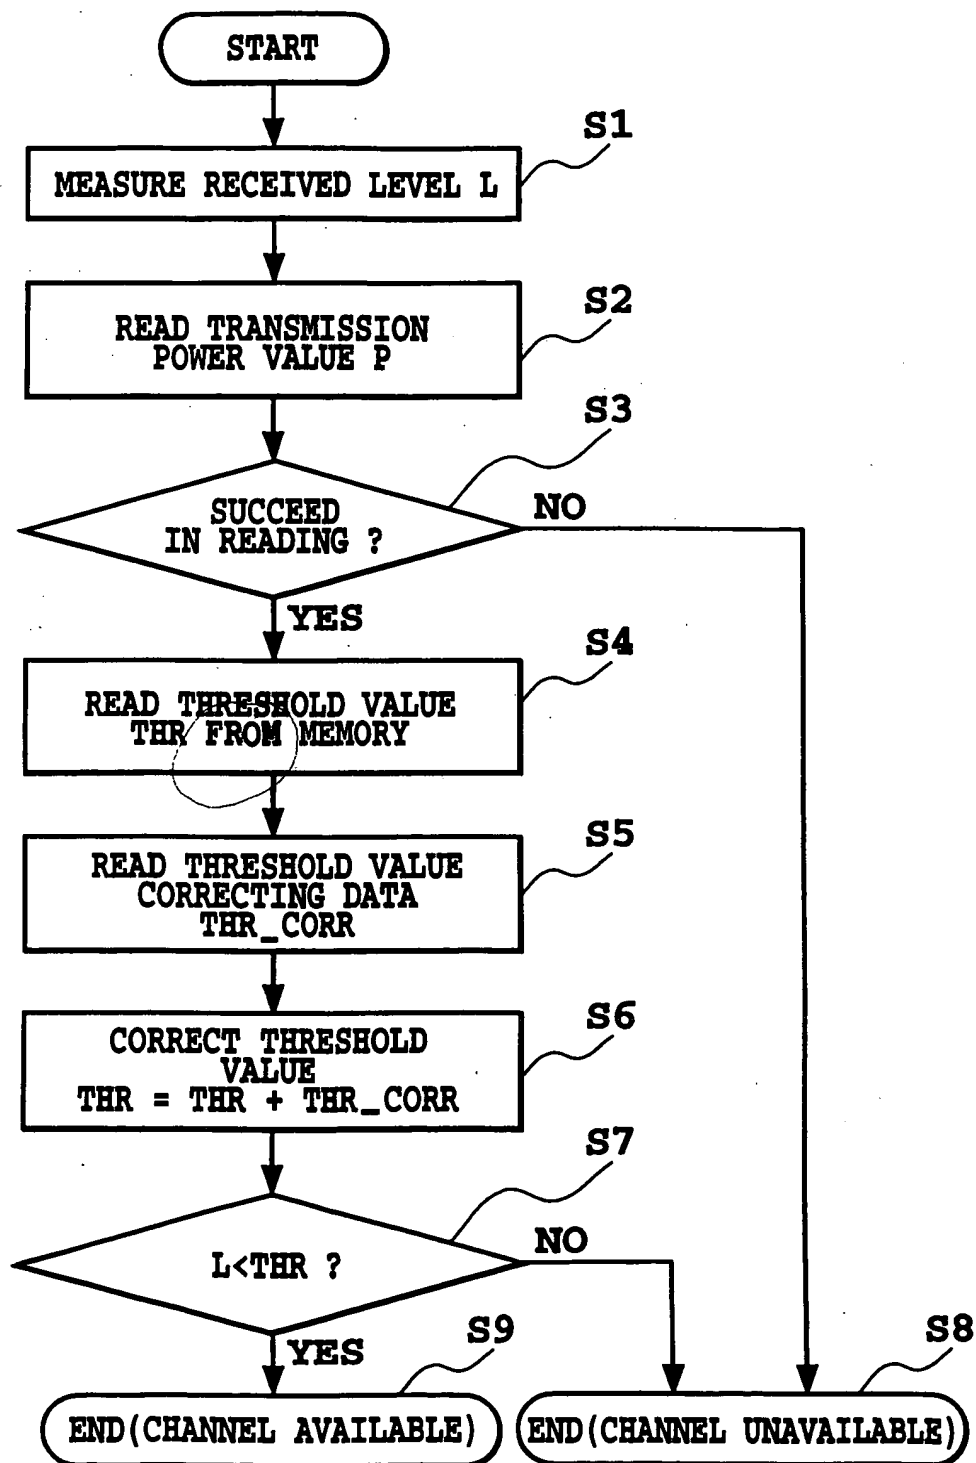 START
S1
MEASURE RECEIVED LEVEL L
S2
READ TRANSMISSION
POWER VALUE P
S3
SUCCEED
IN READING ?
NO
YES
S4
READ THRESHOLD VALUE
THR FROM MEMORY
S5
READ THRESHOLD VALUE
CORRECTING DATA
THR_CORR
S6
CORRECT THRESHOLD
VALUE
THR = THR + THR_CORR
S7
L<THR ?
NO
YES
S9
S8
END(CHANNEL AVAILABLE)
END(CHANNEL UNAVAILABLE)